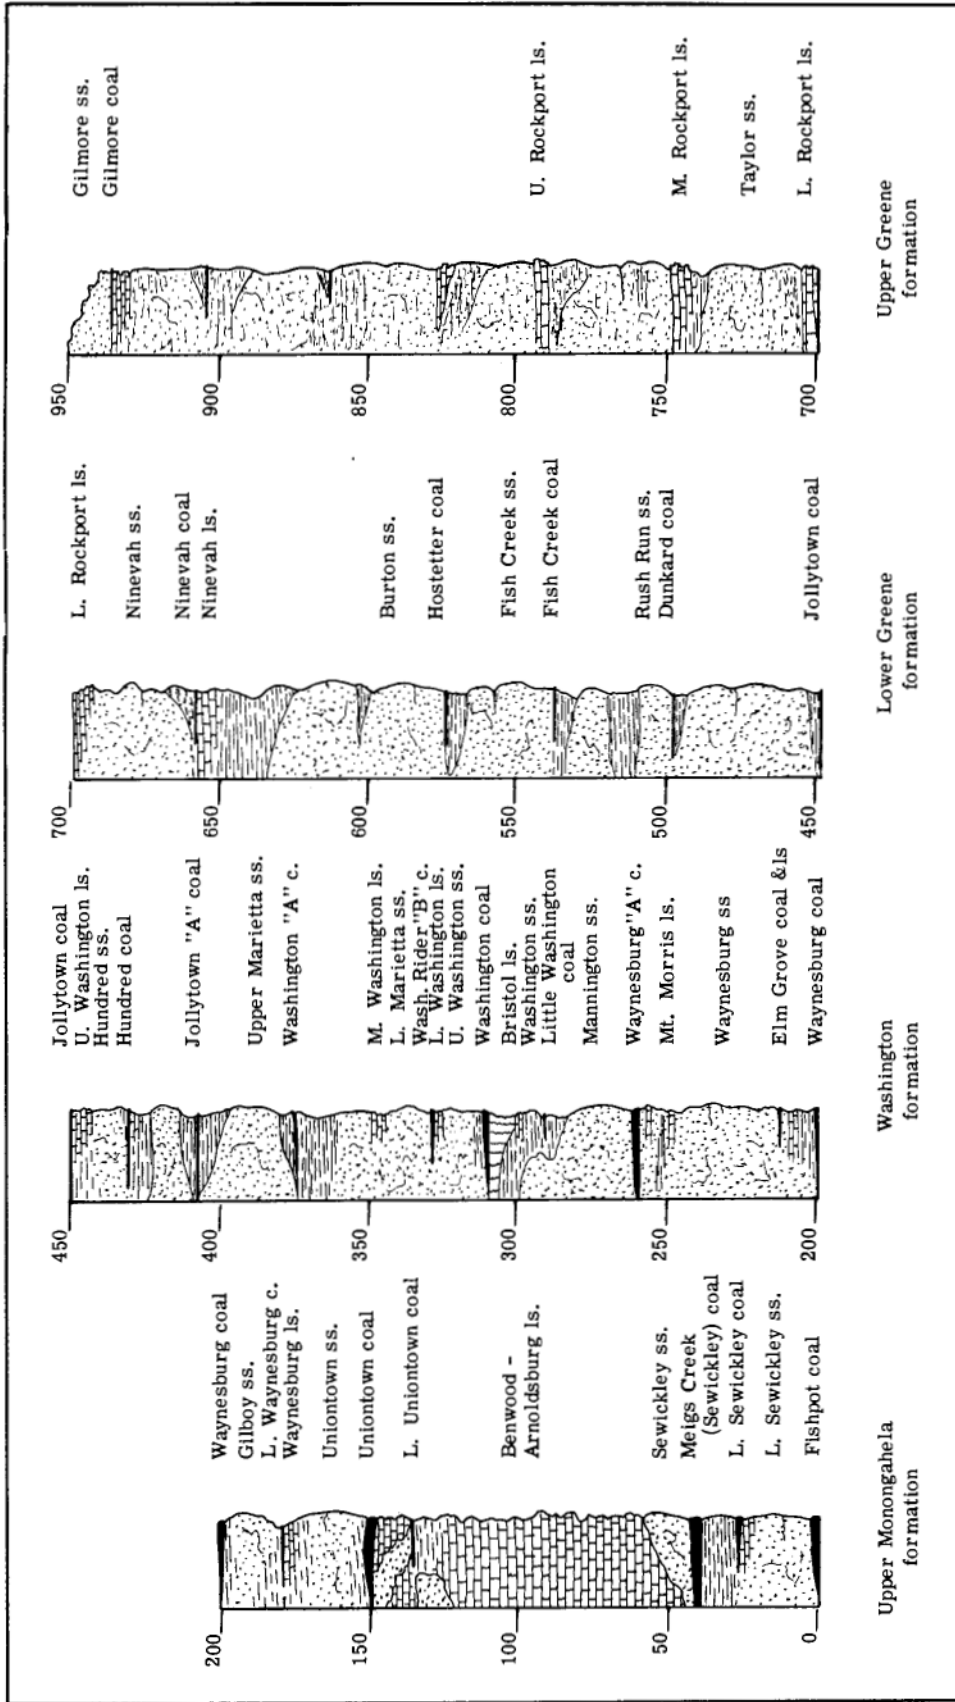 Gilmore ss.
Gilmore coal
U. Rockport ls.
M. Rockport ls.
Taylor ss.
L. Rockport ls.
950
900
850
800
750
700
Upper Greene
formation
L. Rockport ls.
Ninevah ss.
Ninevah coal
Ninevah ls.
Burton ss.
Hostetter coal
Fish Creek ss.
Fish Creek coal
Rush Run ss.
Dunkard coal
Jollytown coal
700
650
600
550
500
450
Lower Greene
formation
Jollytown coal
U. Washington ls.
Hundred ss.
Hundred coal
Jollytown "A" coal
Upper Marietta ss.
Washington "A" c.
M. Washington ls.
L. Marietta ss.
Wash. Rider "B" c.
L. Washington ls.
U. Washington ss.
Washington coal
Bristol ls.
Washington ss.
Little Washington
coal
Mannington ss.
Waynesburg "A" c.
Mt. Morris ls.
Waynesburg ss
Elm Grove coal &ls
Waynesburg coal
450
400
350
300
250
200
Washington
formation
Waynesburg coal
Gilboy ss.
L. Waynesburg c.
Waynesburg ls.
Uniontown ss.
Uniontown coal
L. Uniontown coal
Benwood -
Arnoldsburg ls.
Sewickley ss.
Meigs Creek
(Sewickley) coal
L. Sewickley coal
L. Sewickley ss.
Fishpot coal
200
150
100
50
0
Upper Monongahela
formation